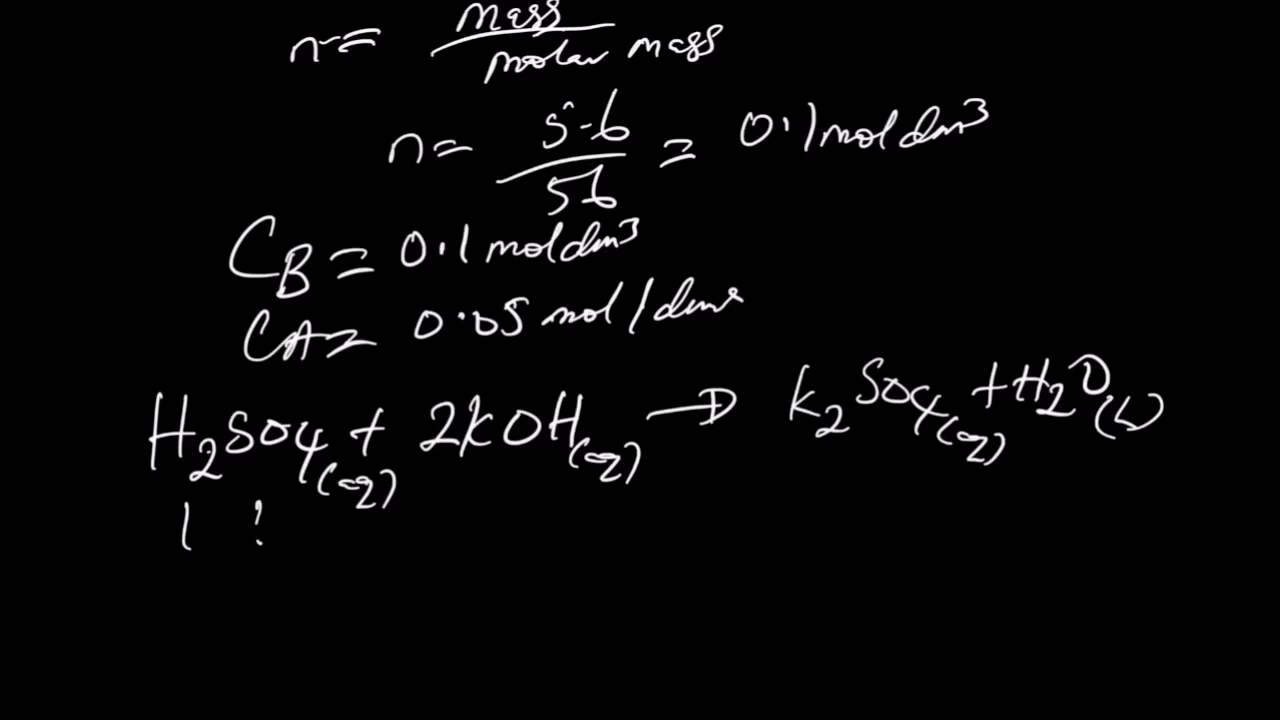 n = mass / molar mass
n = 5.6 / 56 = 0.1 mol dm³
CB = 0.1 mol dm³
CA = 0.05 mol / dm³
H₂SO₄(aq) + 2KOH(aq) → K₂SO₄(aq) + H₂O(L)
1 :